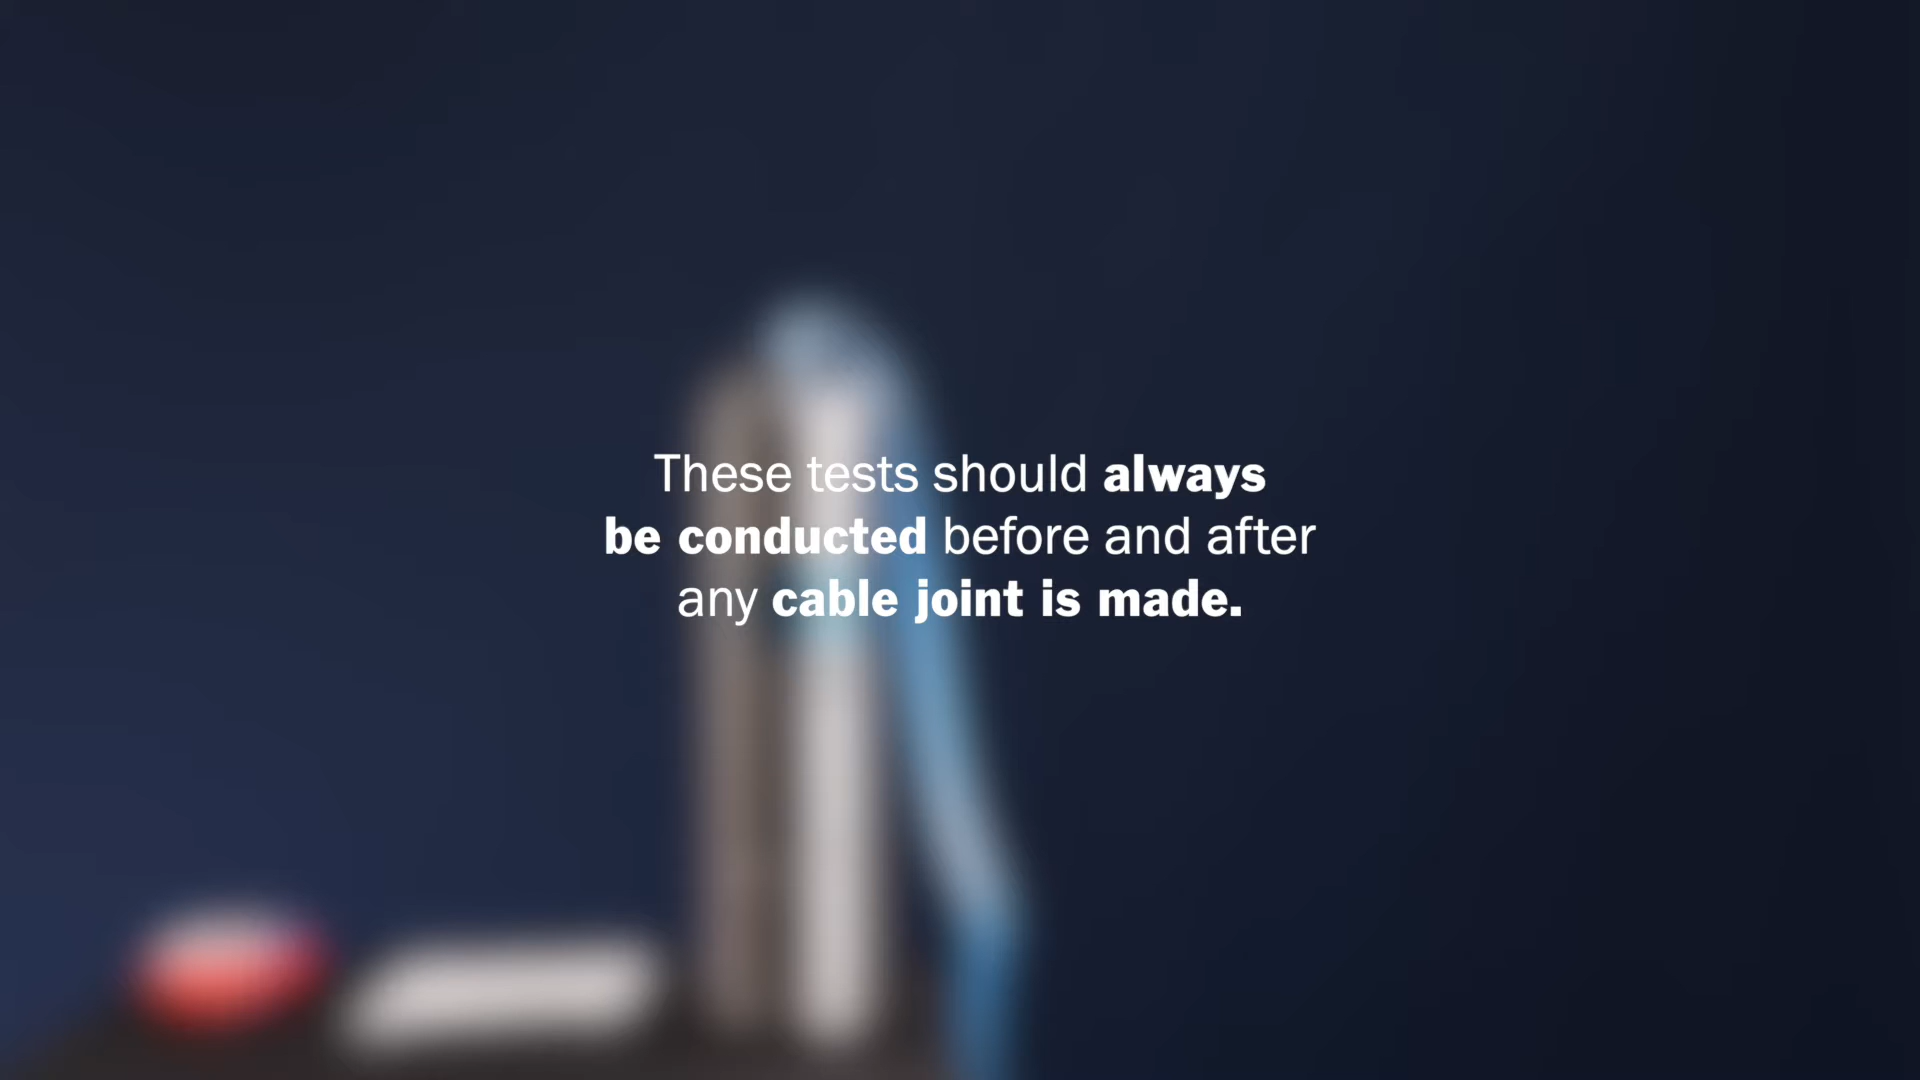 These tests should always
be conducted before and after
any cable joint is made.